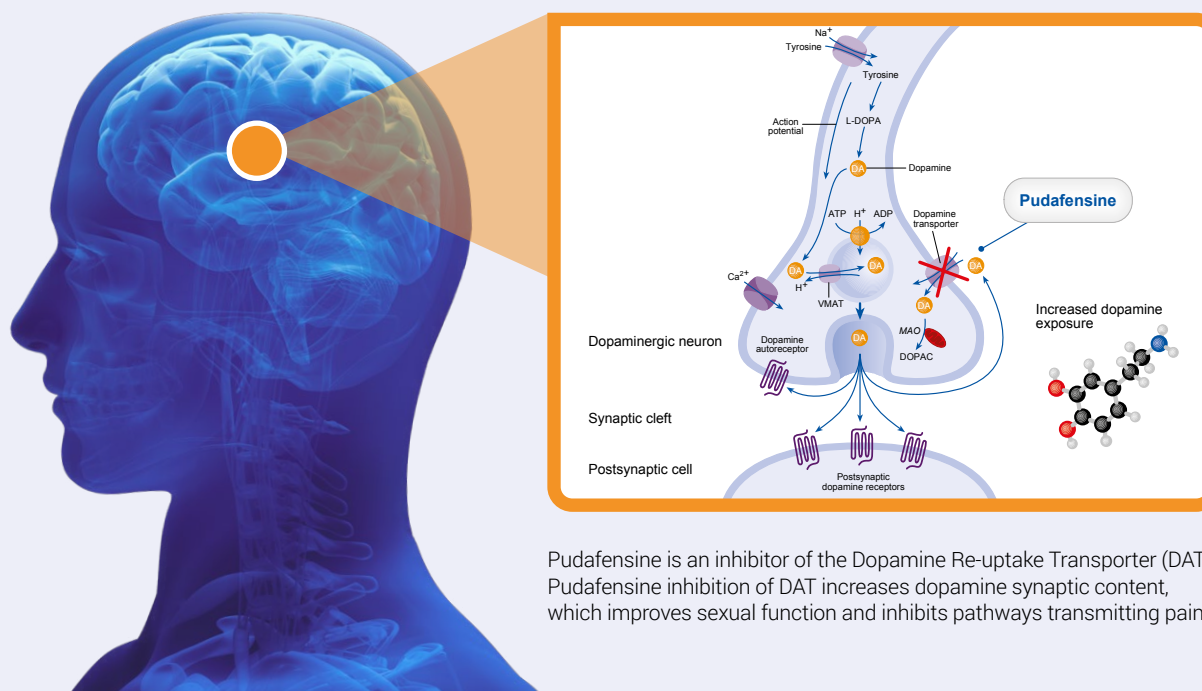 Na+
Tyrosine
Tyrosine
Action
potential
L-DOPA
DA
Dopamine
Pudafensine
ATP H+ ADP
Dopamine
transporter
DA
DA
DA
Ca2+
H+
VMAT
DA
Increased dopamine
exposure
MAO
DOPAC
Dopaminergic neuron
Dopamine
autoreceptor
DA
Synaptic cleft
Postsynaptic cell
Postsynaptic
dopamine receptors
Pudafensine is an inhibitor of the Dopamine Re-uptake Transporter (DAT
Pudafensine inhibition of DAT increases dopamine synaptic content,
which improves sexual function and inhibits pathways transmitting pain